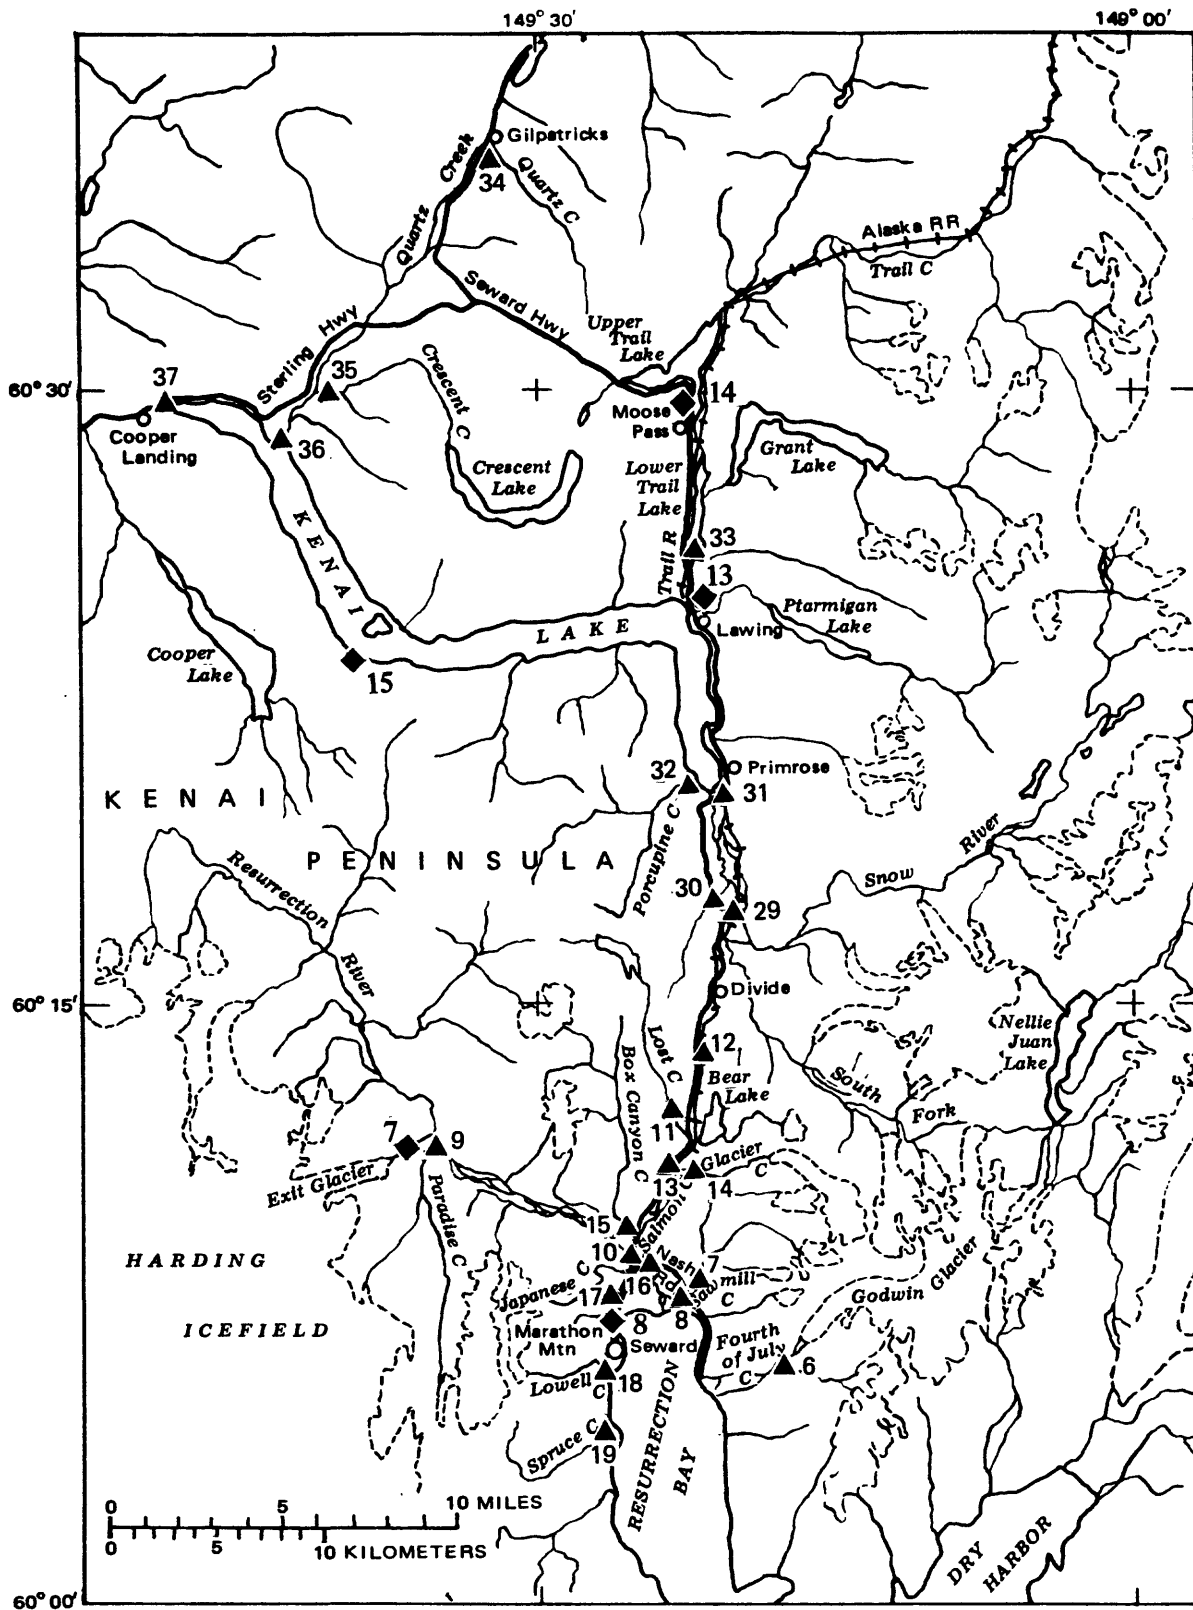 149° 30'
149° 00'
Gilpatricks
34
Quartz Creek
Quartz C
Alaska RR
Trail C
Seward Hwy
Sterling Hwy
Upper
Trail
Lake
60° 30'
37
35
36
Crescent C
14
Moose
Pass
Cooper
Landing
Crescent
Lake
Lower
Trail
Lake
Grant
Lake
33
Trail R
13
Ptarmigan
Lake
Lawing
KENAI
LAKE
Cooper
Lake
15
32
Primrose
31
KENAI
PENINSULA
Porcupine C
Resurrection
River
Snow
River
30
29
60° 15'
Divide
Nellie
Juan
Lake
Lost C
Box Canyon C
12
Bear
Lake
South
Fork
11
7
9
Exit Glacier
Paradise C
Glacier
C
13
14
Salmon C
15
10
Nash
Rd
7
Sawmill
C
HARDING
ICEFIELD
Japanese C
16
17
8
Godwin
Glacier
Marathon
Mtn
8
Seward
Fourth
of July
C
6
Lowell
C
18
Spruce C
19
RESURRECTION
BAY
0 5 10 MILES
0 5 10 KILOMETERS
DRY
HARBOR
60° 00'